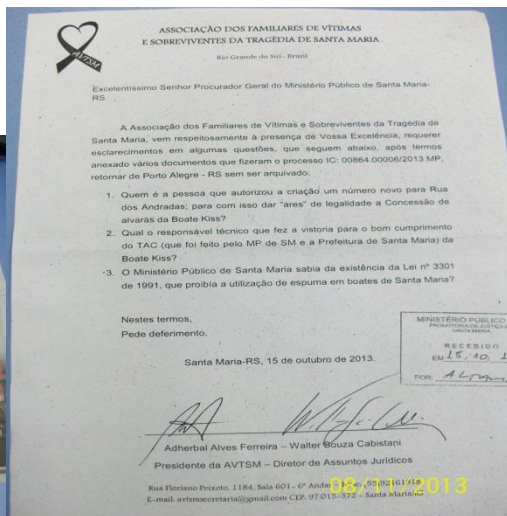 AVTSM
ASSOCIAÇÃO DOS FAMILIARES DE VÍTIMAS
E SOBREVIVENTES DA TRAGÉDIA DE SANTA MARIA
Rio Grande do Sul - Brasil
Excelentíssimo Senhor Procurador Geral do Ministério Público de Santa Maria-
RS
A Associação dos Familiares de Vítimas e Sobreviventes da Tragédia de
Santa Maria, vem respeitosamente à presença de Vossa Excelência, requerer
esclarecimentos em algumas questões, que seguem abaixo, após termos
anexado vários documentos que fizeram o processo IC: 00864.00006/2013 MP,
retornar de Porto Alegre - RS sem ser arquivado:
1. Quem é a pessoa que autorizou a criação um número novo para Rua
dos Andradas; para com isso dar "ares" de legalidade a Concessão de
alvarás da Boate Kiss?
2. Qual o responsável técnico que fez a vistoria para o bom cumprimento
do TAC (que foi feito pelo MP de SM e a Prefeitura de Santa Maria) da
Boate Kiss?
3. O Ministério Público de Santa Maria sabia da existência da Lei nº 3301
de 1991, que proibia a utilização de espuma em boates de Santa Maria?
Nestes termos,
Pede deferimento.
MINISTÉRIO PÚBLICO
PROMOTORIA DE JUSTIÇA
SANTA MARIA
RECEBIDO
EM 15, 10, 1
POR
Santa Maria-RS, 15 de outubro de 2013.
Adherbal Alves Ferreira – Walter Souza Cabistani
Presidente da AVTSM – Diretor de Assuntos Jurídicos
Rua Floriano Peixoto, 1184, Sala 601 - 6º Andar
E-mail. avtsmsecretaria@gmail.com CEP. 97.015-372 - Santa Maria/RS
08/11/2013